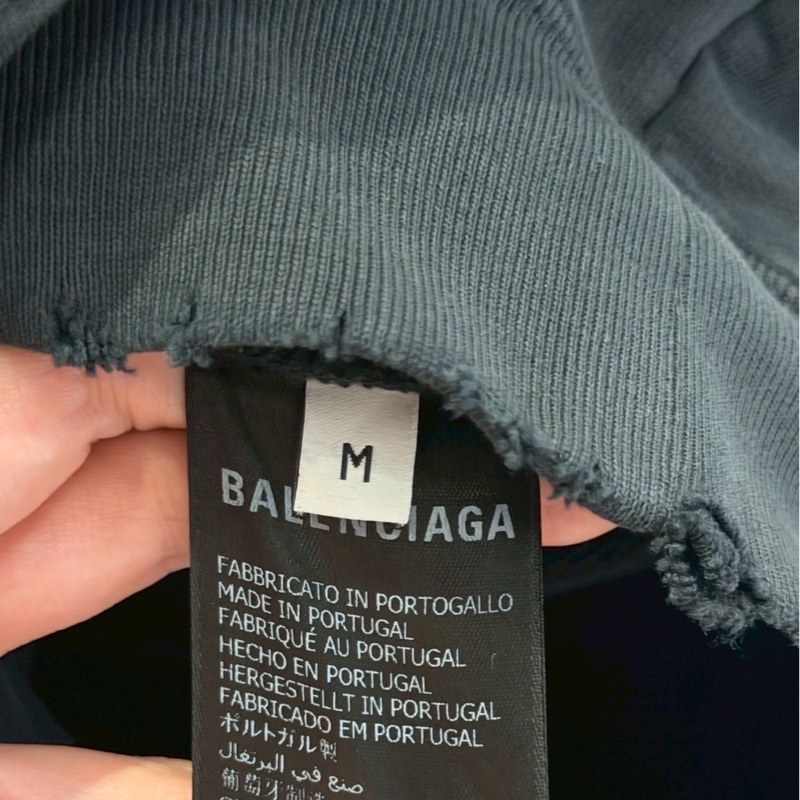 M
BALENCIAGA
FABBRICATO IN PORTOGALLO
MADE IN PORTUGAL
FABRIQUÉ AU PORTUGAL
HECHO EN PORTUGAL
HERGESTELLT IN PORTUGAL
FABRICADO EM PORTUGAL
ポルトガル製
صنع في البرتغال
葡萄牙制造